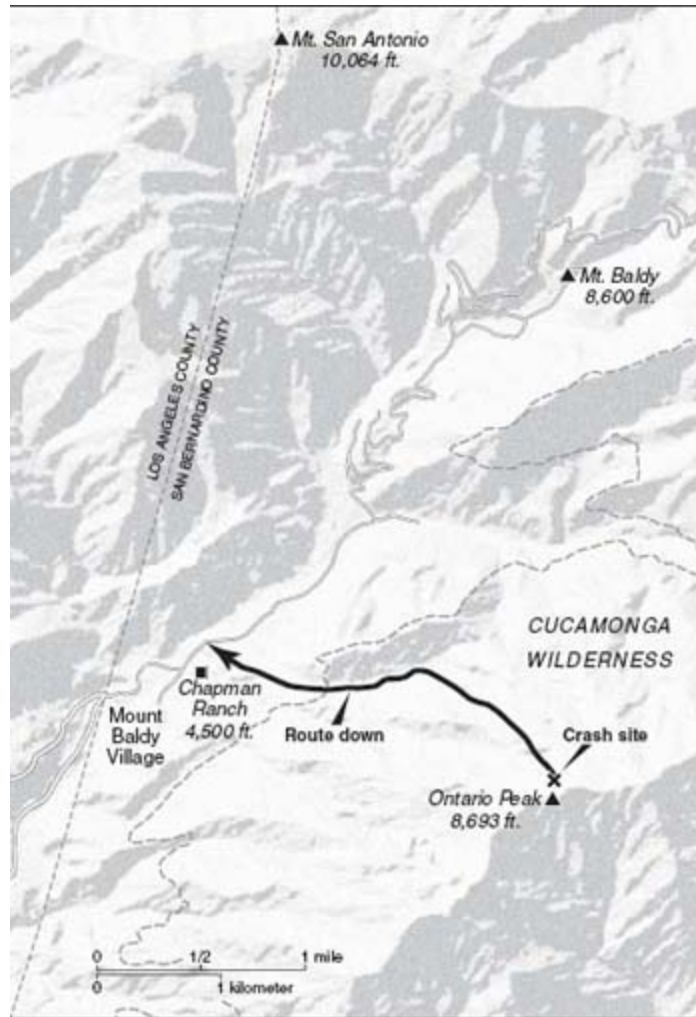 Mt. San Antonio
10,064 ft.
Mt. Baldy
8,600 ft.
LOS ANGELES COUNTY
SAN BERNARDINO COUNTY
CUCAMONGA
WILDERNESS
Chapman
Ranch
4,500 ft.
Mount
Baldy
Village
Route down
Crash site
Ontario Peak
8,693 ft.
0 1/2 1 mile
0 1 kilometer